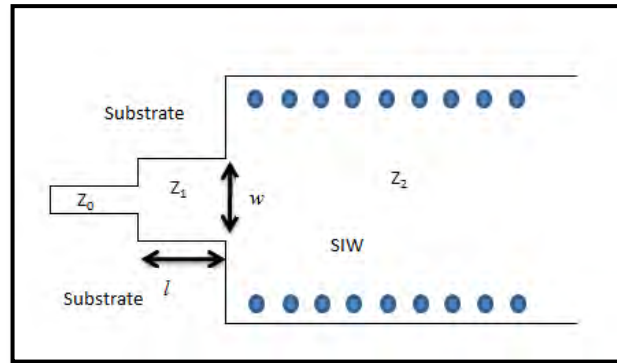 Substrate
Z₀
Z₁
w
Z₂
SIW
l
Substrate